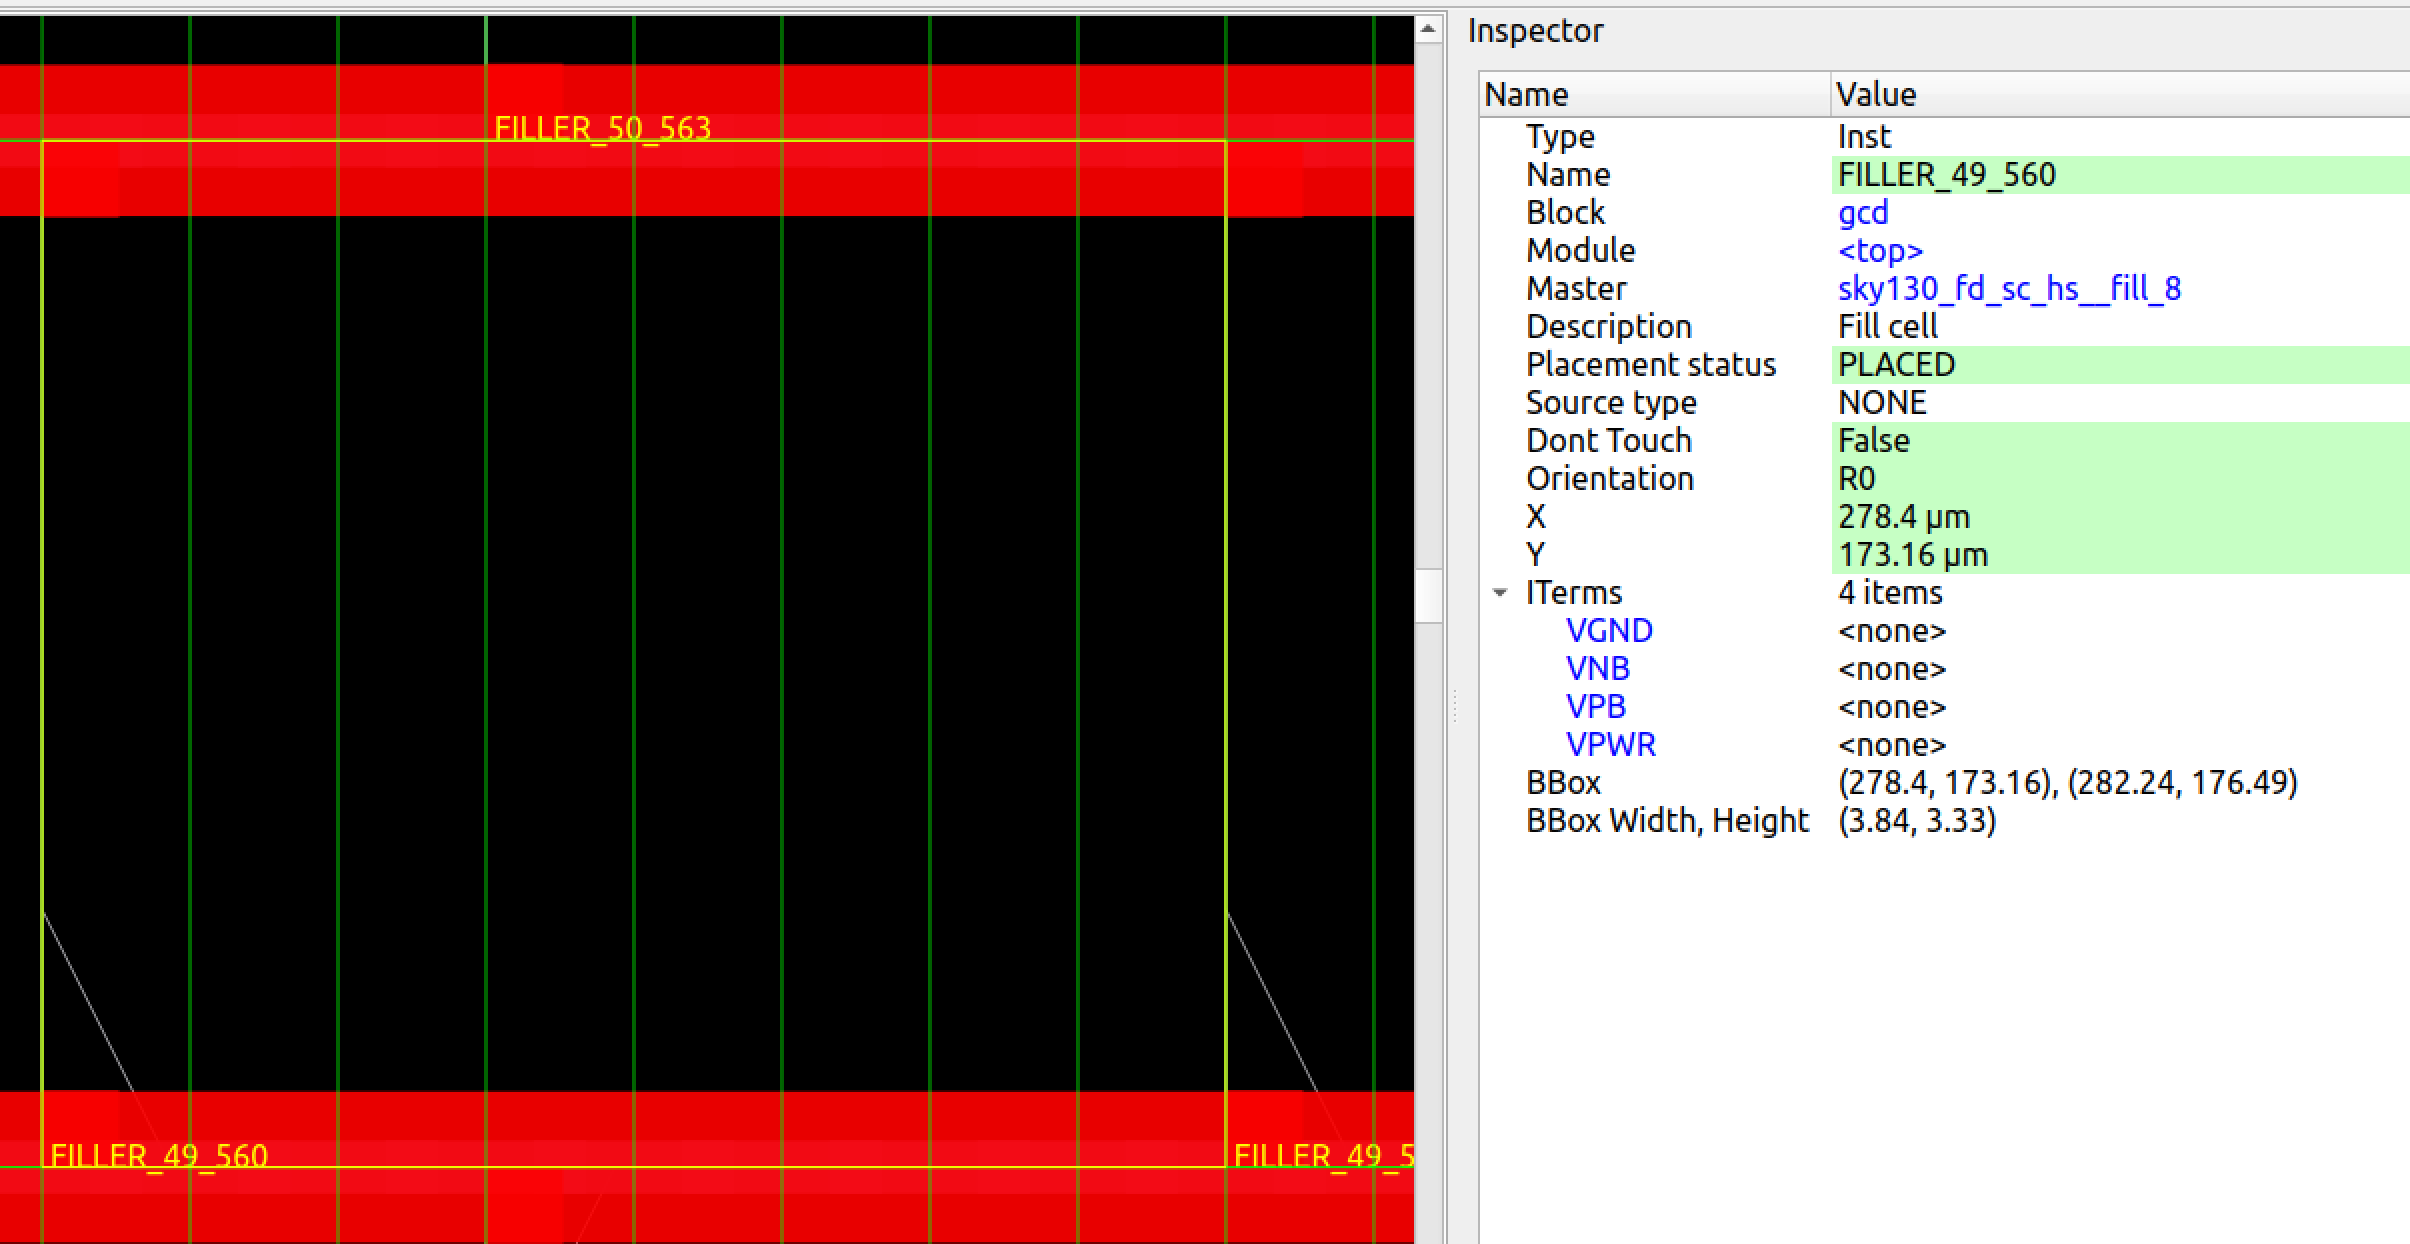 FILLER_50_563
FILLER_49_560
FILLER_49_5
Inspector
Name Value
Type Inst
Name FILLER_49_560
Block gcd
Module <top>
Master sky130_fd_sc_hs__fill_8
Description Fill cell
Placement status PLACED
Source type NONE
Dont Touch False
Orientation R0
X 278.4 µm
Y 173.16 µm
ITerms 4 items
VGND <none>
VNB <none>
VPB <none>
VPWR <none>
BBox (278.4, 173.16), (282.24, 176.49)
BBox Width, Height (3.84, 3.33)